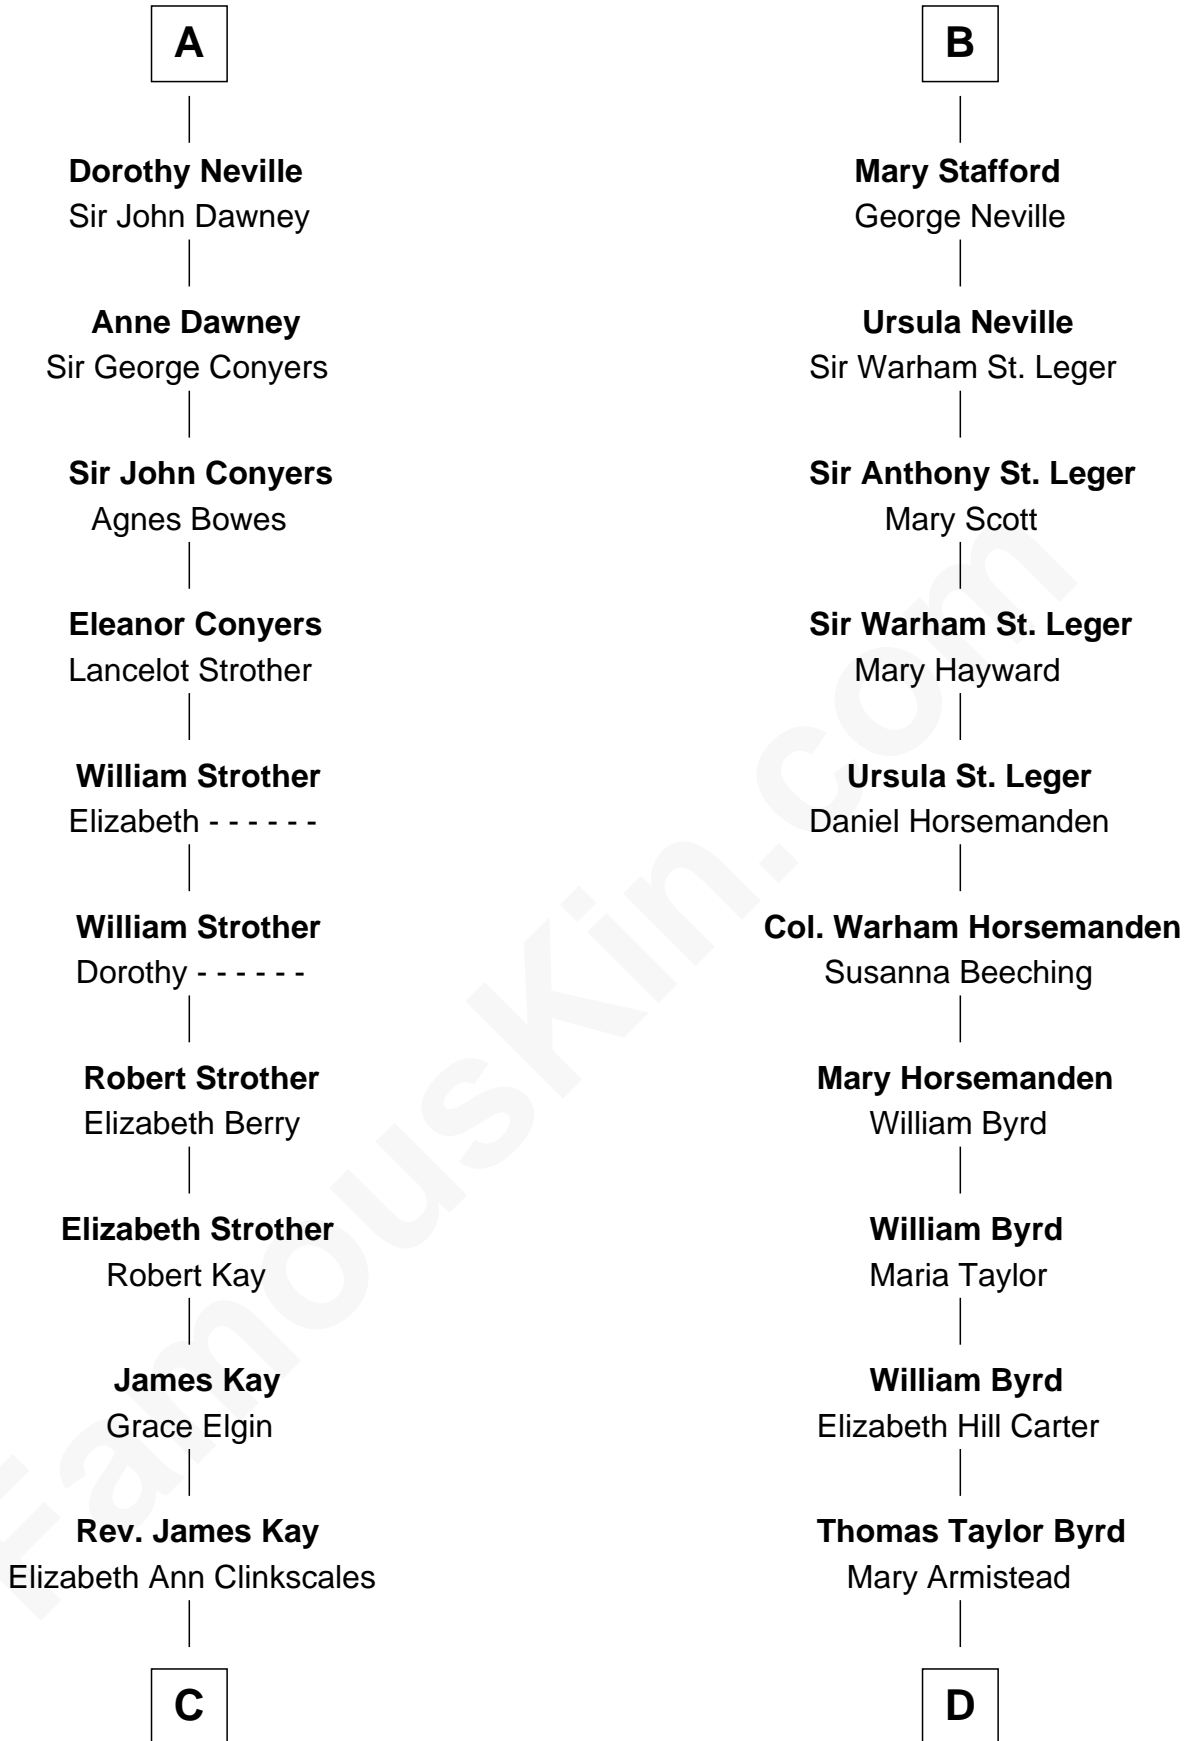 A
Dorothy Neville
Sir John Dawney
Anne Dawney
Sir George Conyers
Sir John Conyers
Agnes Bowes
Eleanor Conyers
Lancelot Strother
William Strother
Elizabeth - - - - - -
William Strother
Dorothy - - - - - -
Robert Strother
Elizabeth Berry
Elizabeth Strother
Robert Kay
James Kay
Grace Elgin
Rev. James Kay
Elizabeth Ann Clinkscales
C
B
Mary Stafford
George Neville
Ursula Neville
Sir Warham St. Leger
Sir Anthony St. Leger
Mary Scott
Sir Warham St. Leger
Mary Hayward
Ursula St. Leger
Daniel Horsemanden
Col. Warham Horsemanden
Susanna Beeching
Mary Horsemanden
William Byrd
William Byrd
Maria Taylor
William Byrd
Elizabeth Hill Carter
Thomas Taylor Byrd
Mary Armistead
D
FamousKin.com